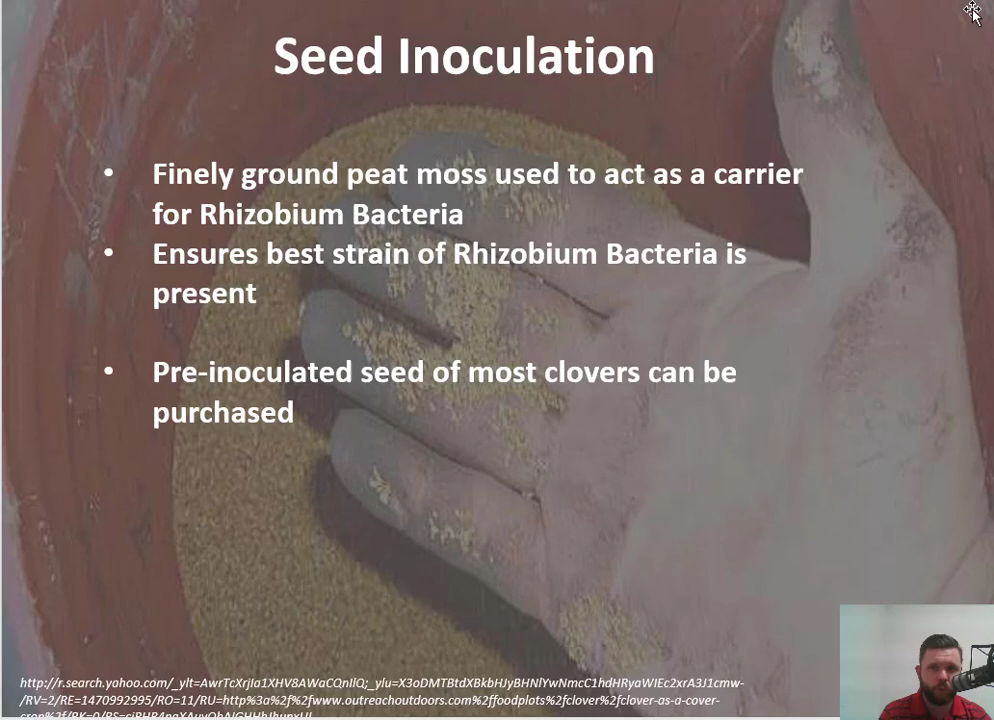 Seed Inoculation
• Finely ground peat moss used to act as a carrier
for Rhizobium Bacteria
• Ensures best strain of Rhizobium Bacteria is
present
• Pre-inoculated seed of most clovers can be
purchased
http://r.search.yahoo.com/_ylt=AwrTcXrjIa1XHV8AWaCQnIlQ;_ylu=X3oDMTBtdXBkbHJyBHNlYwNmcC1hdHRyaWIEc2xrA3J1cmw-
/RV=2/RE=1470992995/RO=11/RU=http%3a%2f%2fwww.outreachoutdoors.com%2ffoodplots%2fclover%2fclover-as-a-cover-